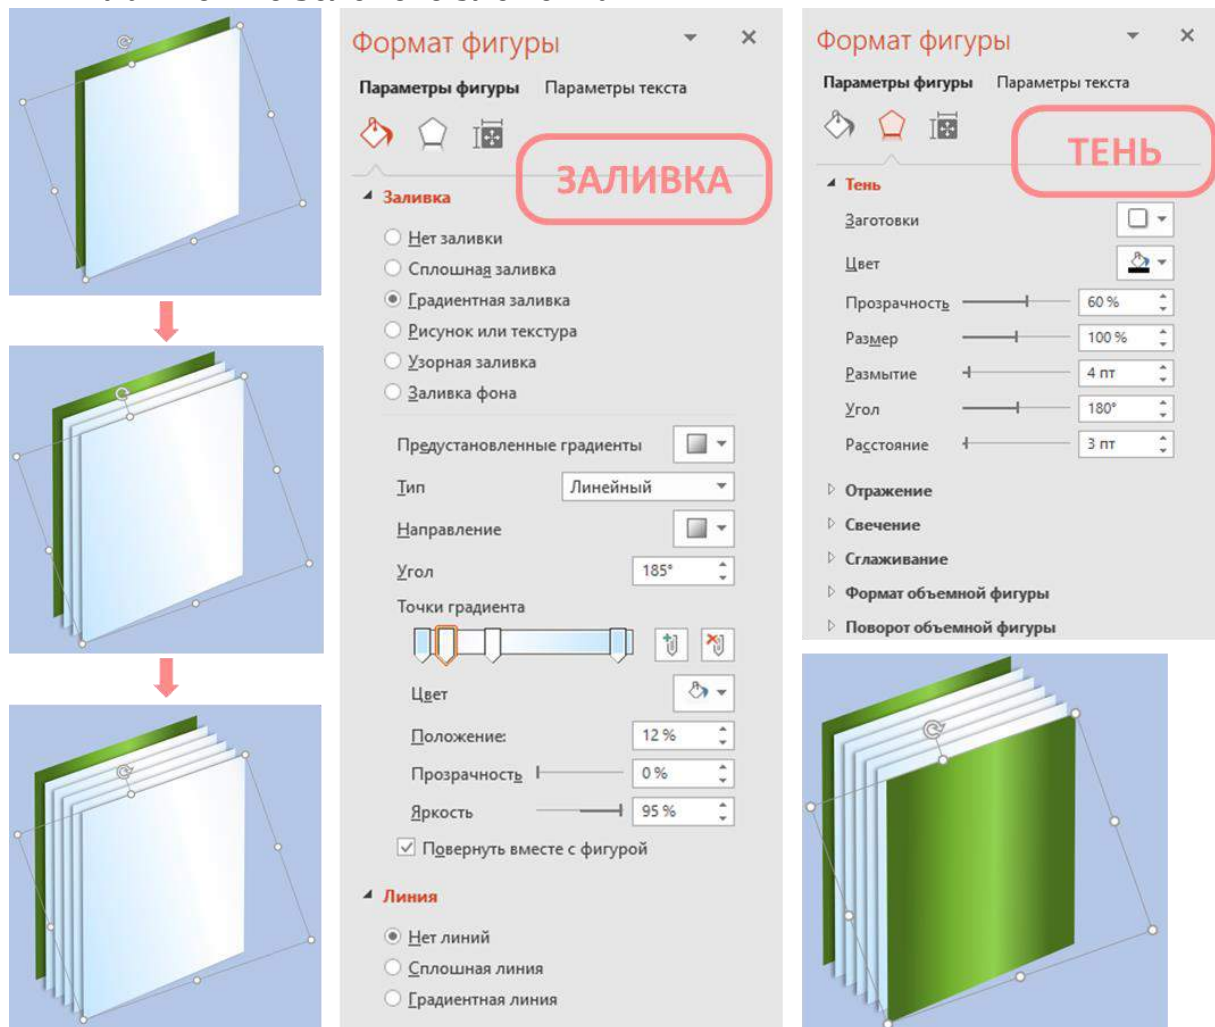 Формат фигуры
Параметры фигуры Параметры текста
ЗАЛИВКА
Заливка
Нет заливки
Сплошная заливка
Градиентная заливка
Рисунок или текстура
Узорная заливка
Заливка фона
Предустановленные градиенты
Тип Линейный
Направление
Угол 185°
Точки градиента
Цвет
Положение: 12 %
Прозрачность 0 %
Яркость 95 %
Повернуть вместе с фигурой
Линия
Нет линий
Сплошная линия
Градиентная линия
Формат фигуры
Параметры фигуры Параметры текста
ТЕНЬ
Тень
Заготовки
Цвет
Прозрачность 60 %
Размер 100 %
Размытие 4 пт
Угол 180°
Расстояние 3 пт
Отражение
Свечение
Сглаживание
Формат объемной фигуры
Поворот объемной фигуры